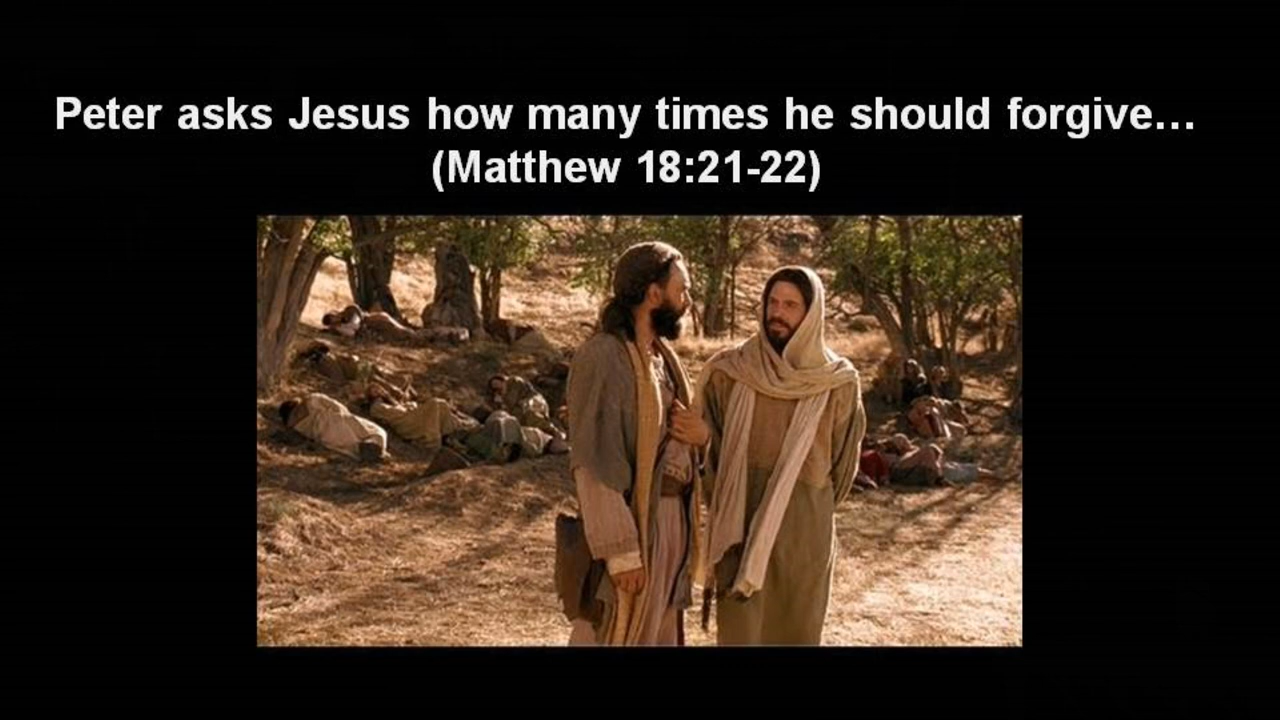 Peter asks Jesus how many times he should forgive…
(Matthew 18:21-22)